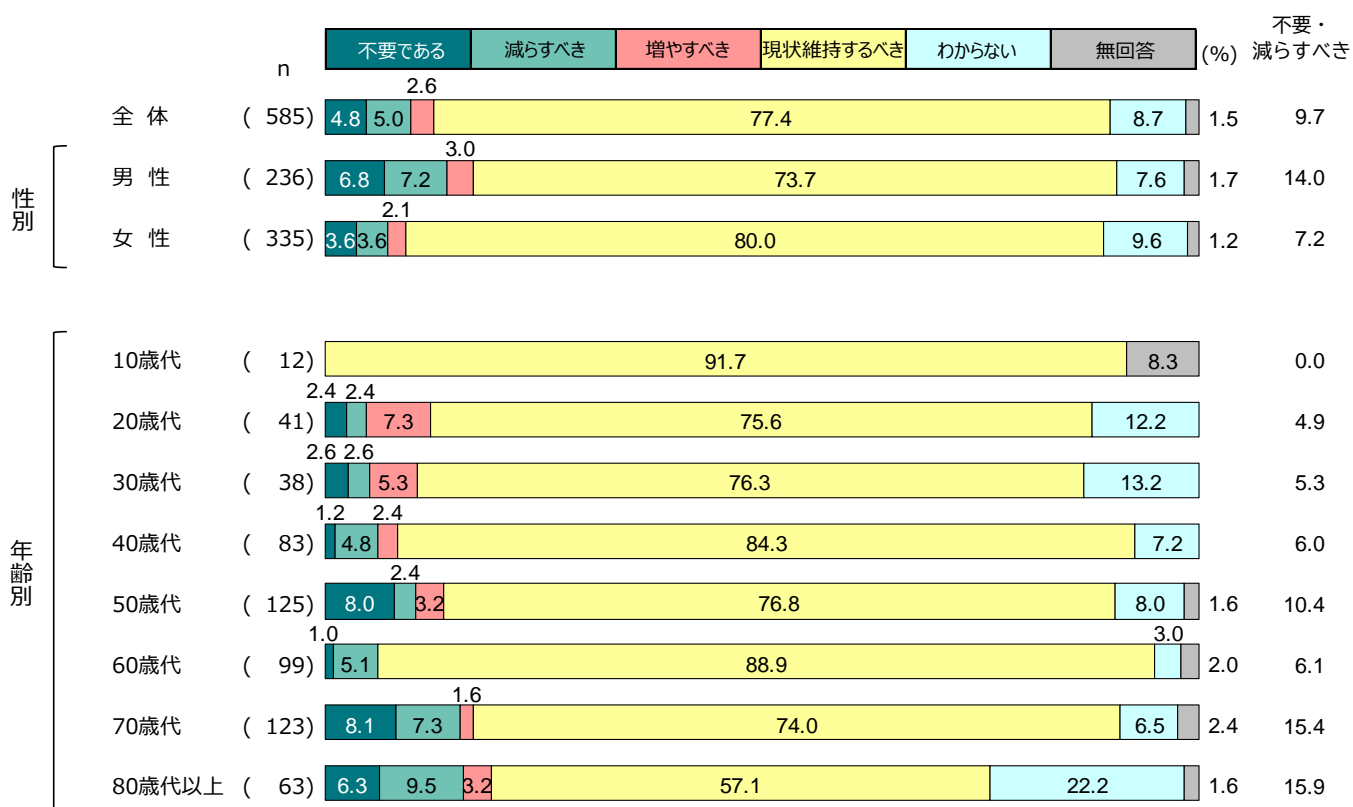 不要・
不要である 減らすべき 増やすべき 現状維持するべき わからない 無回答 (%) 減らすべき
n
2.6
全 体 ( 585) 4.8 5.0 77.4 8.7 1.5 9.7
3.0
男 性 ( 236) 6.8 7.2 73.7 7.6 1.7 14.0
性別
2.1
女 性 ( 335) 3.6 3.6 80.0 9.6 1.2 7.2
10歳代 ( 12) 91.7 8.3 0.0
2.4 2.4
20歳代 ( 41) 7.3 75.6 12.2 4.9
2.6 2.6
30歳代 ( 38) 5.3 76.3 13.2 5.3
1.2 2.4
40歳代 ( 83) 4.8 84.3 7.2 6.0
年齢別
2.4
50歳代 ( 125) 8.0 3.2 76.8 8.0 1.6 10.4
1.0 3.0
60歳代 ( 99) 5.1 88.9 2.0 6.1
1.6
70歳代 ( 123) 8.1 7.3 74.0 6.5 2.4 15.4
80歳代以上 ( 63) 6.3 9.5 3.2 57.1 22.2 1.6 15.9